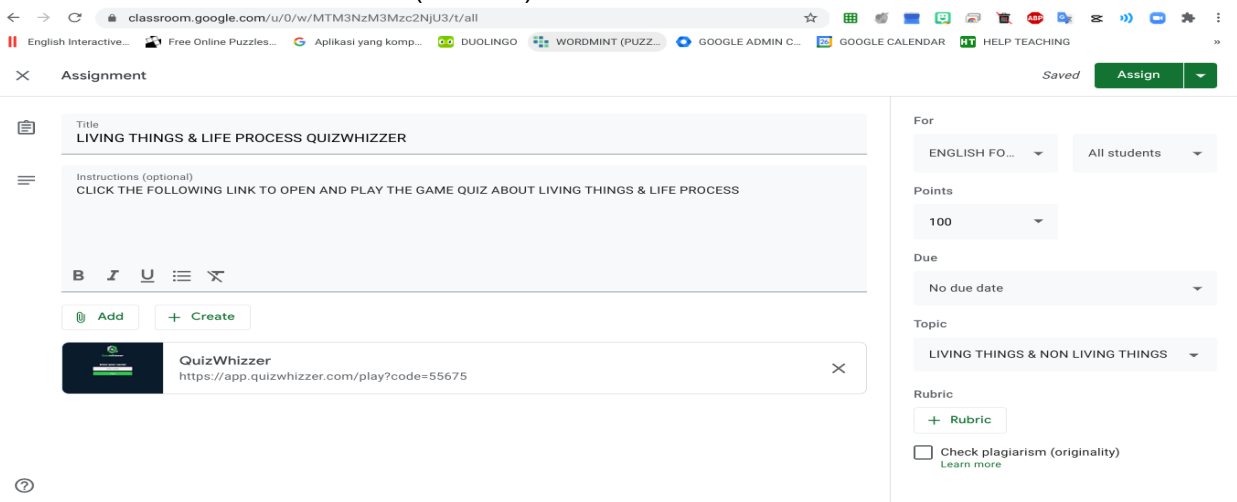 classroom.google.com/u/0/w/MTM3NzM3Mzc2NjU3/t/all
English Interactive... Free Online Puzzles... Aplikasi yang komp... DUOLINGO WORDMINT (PUZZ... GOOGLE ADMIN C... GOOGLE CALENDAR HELP TEACHING »
Assignment
Saved
Assign
Title
LIVING THINGS & LIFE PROCESS QUIZWHIZZER
Instructions (optional)
CLICK THE FOLLOWING LINK TO OPEN AND PLAY THE GAME QUIZ ABOUT LIVING THINGS & LIFE PROCESS
B I U
Add
+ Create
QuizWhizzer
https://app.quizwhizzer.com/play?code=55675
For
ENGLISH FO...
All students
Points
100
Due
No due date
Topic
LIVING THINGS & NON LIVING THINGS
Rubric
+ Rubric
Check plagiarism (originality)
Learn more